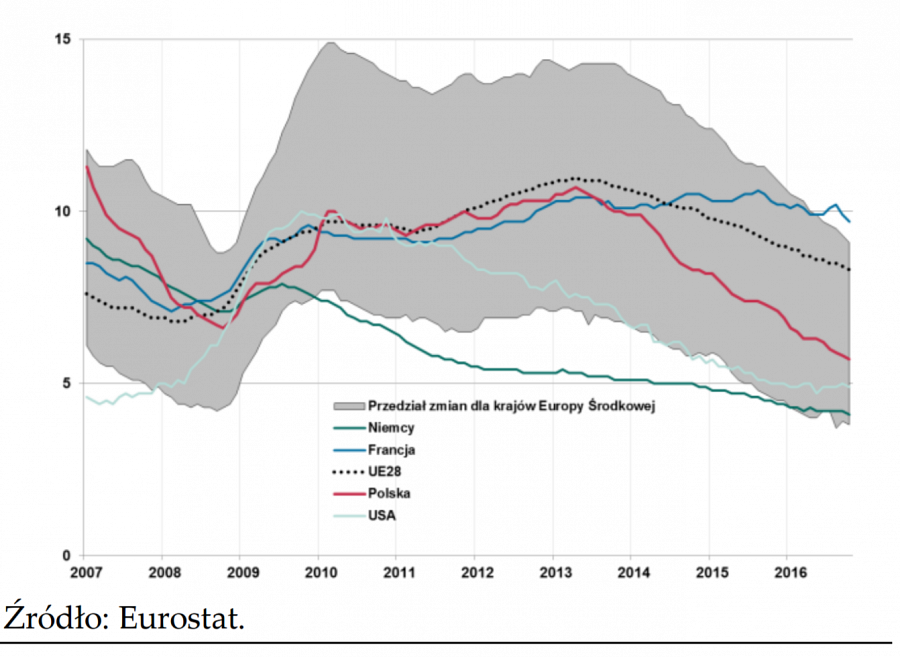 15
10
5
0
Przedział zmian dla krajów Europy Środkowej
Niemcy
Francja
UE28
Polska
USA
2007 2008 2009 2010 2011 2012 2013 2014 2015 2016
Źródło: Eurostat.